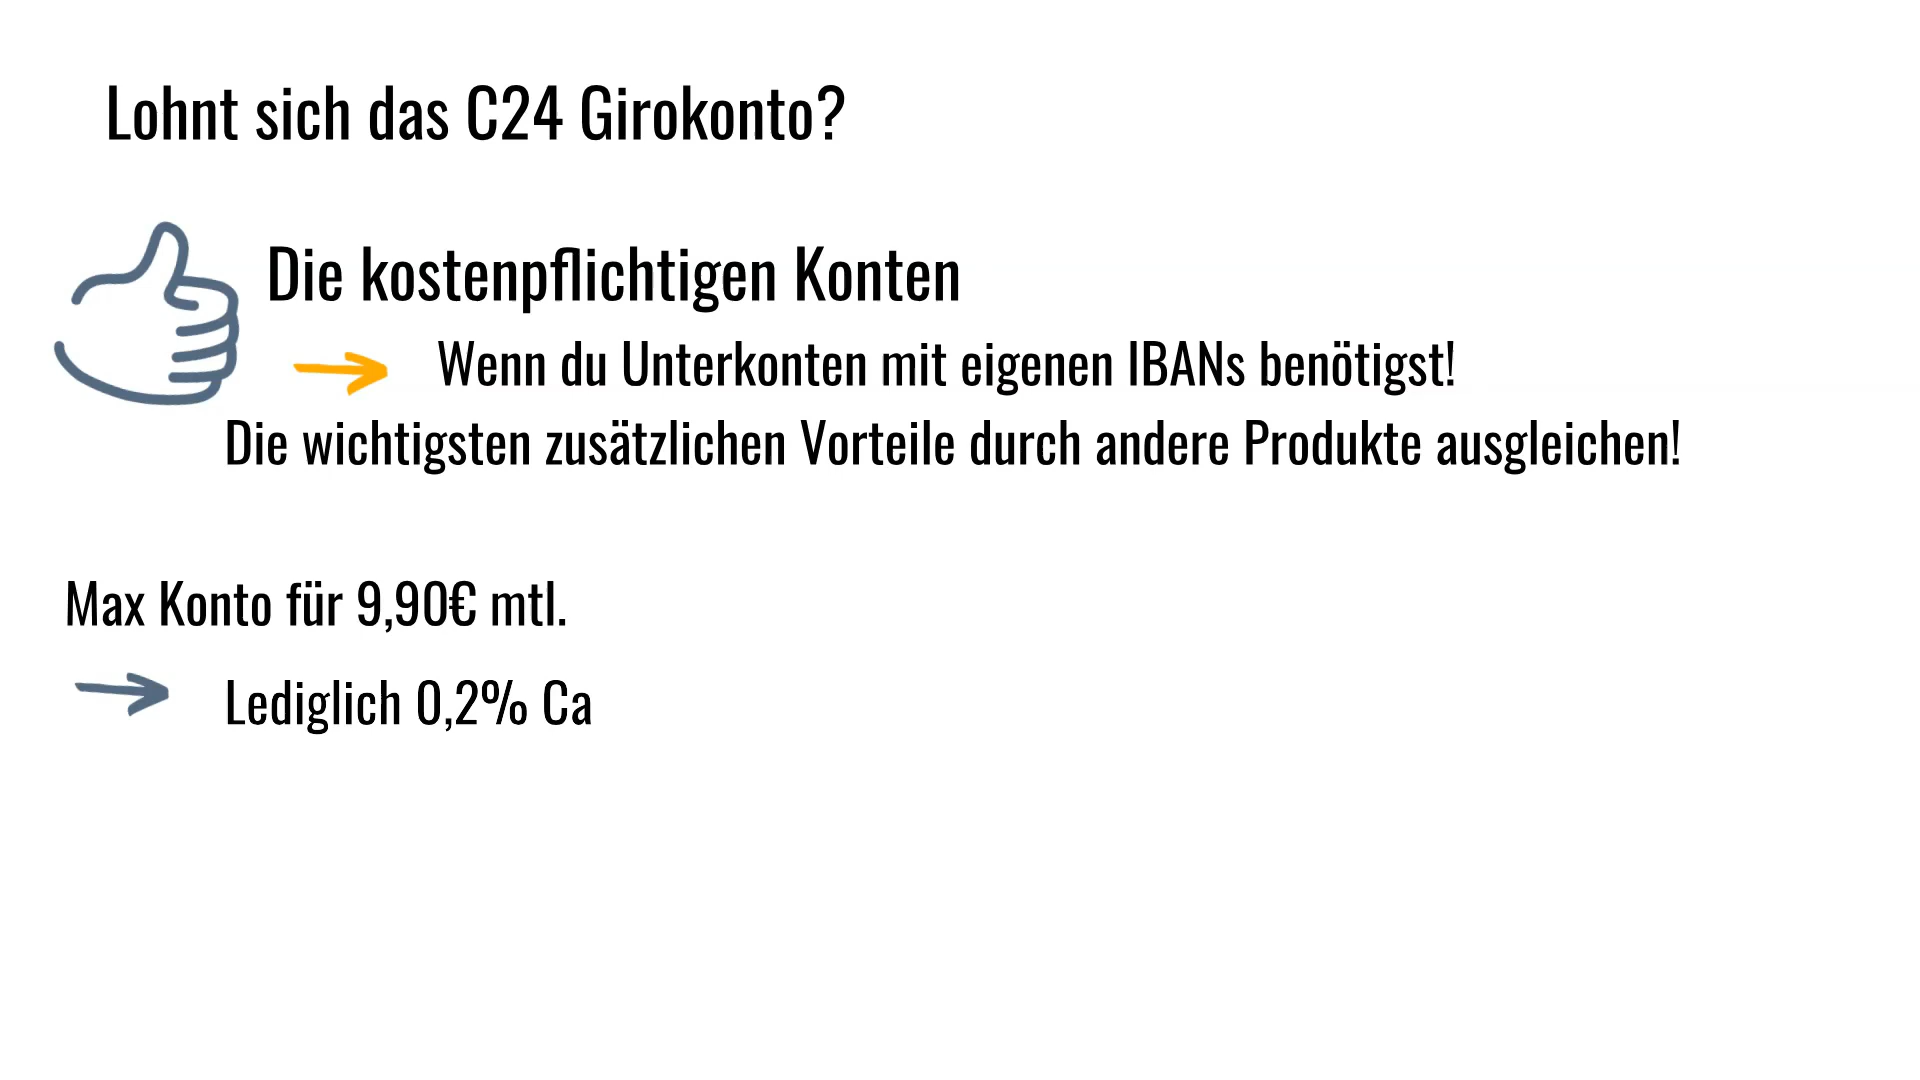 Lohnt sich das C24 Girokonto?
Die kostenpflichtigen Konten
Wenn du Unterkonten mit eigenen IBANs benötigst!
Die wichtigsten zusätzlichen Vorteile durch andere Produkte ausgleichen!
Max Konto für 9,90€ mtl.
Lediglich 0,2% Ca